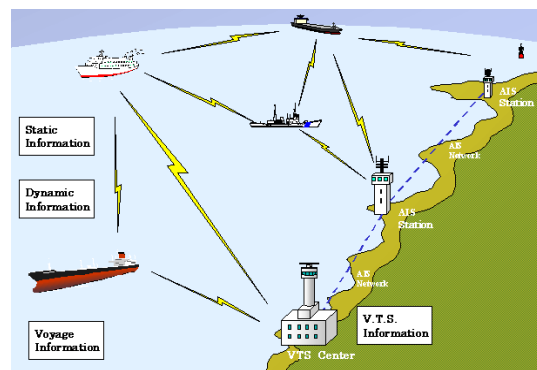 AIS
Station
Static
Information
AIS
Network
Dynamic
Information
AIS
Station
AIS
Network
Voyage
Information
V.T.S.
Information
VTS Center